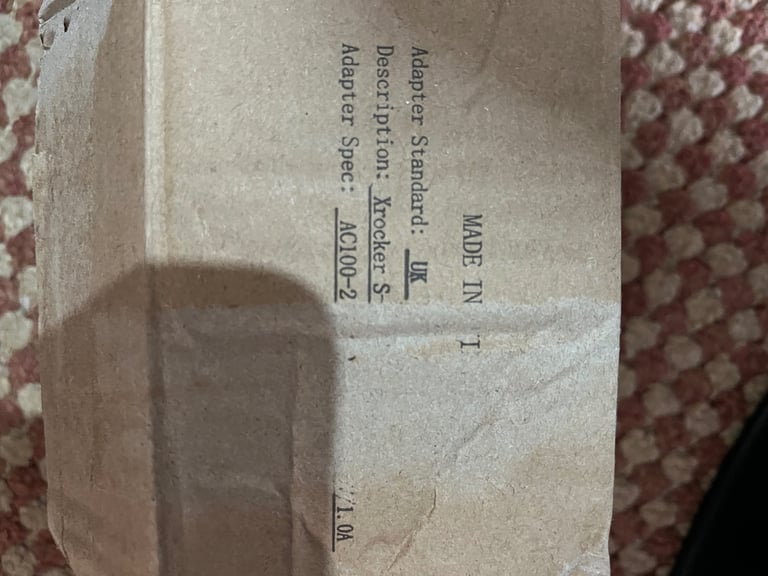 MADE IN
Adapter Standard: UK
Description: Xrocker S-
Adapter Spec: AC100-2 /1.0A